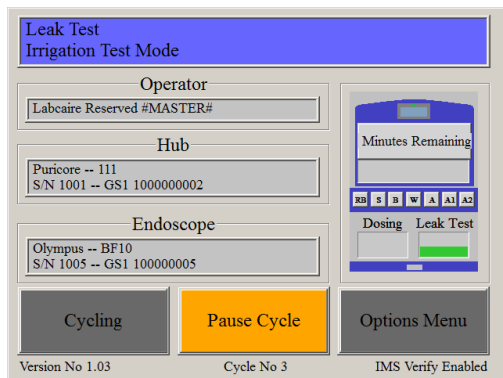 Leak Test
Irrigation Test Mode
Operator
Labcaire Reserved #MASTER#
Hub
Puricore -- 111
S/N 1001 -- GS1 1000000002
Endoscope
Olympus -- BF10
S/N 1005 -- GS1 100000005
Minutes Remaining
RB S B W A A1 A2
Dosing Leak Test
Cycling
Pause Cycle
Options Menu
Version No 1.03
Cycle No 3
IMS Verify Enabled